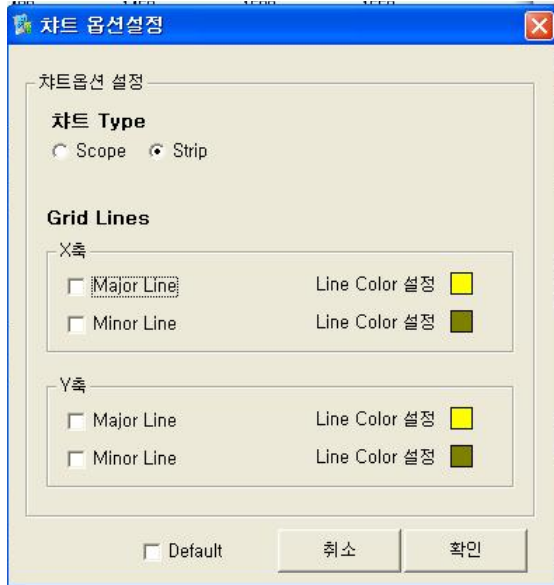 챠트 옵션설정
챠트옵션 설정
챠트 Type
Scope Strip
Grid Lines
X축
Major Line Line Color 설정
Minor Line Line Color 설정
Y축
Major Line Line Color 설정
Minor Line Line Color 설정
Default 취소 확인